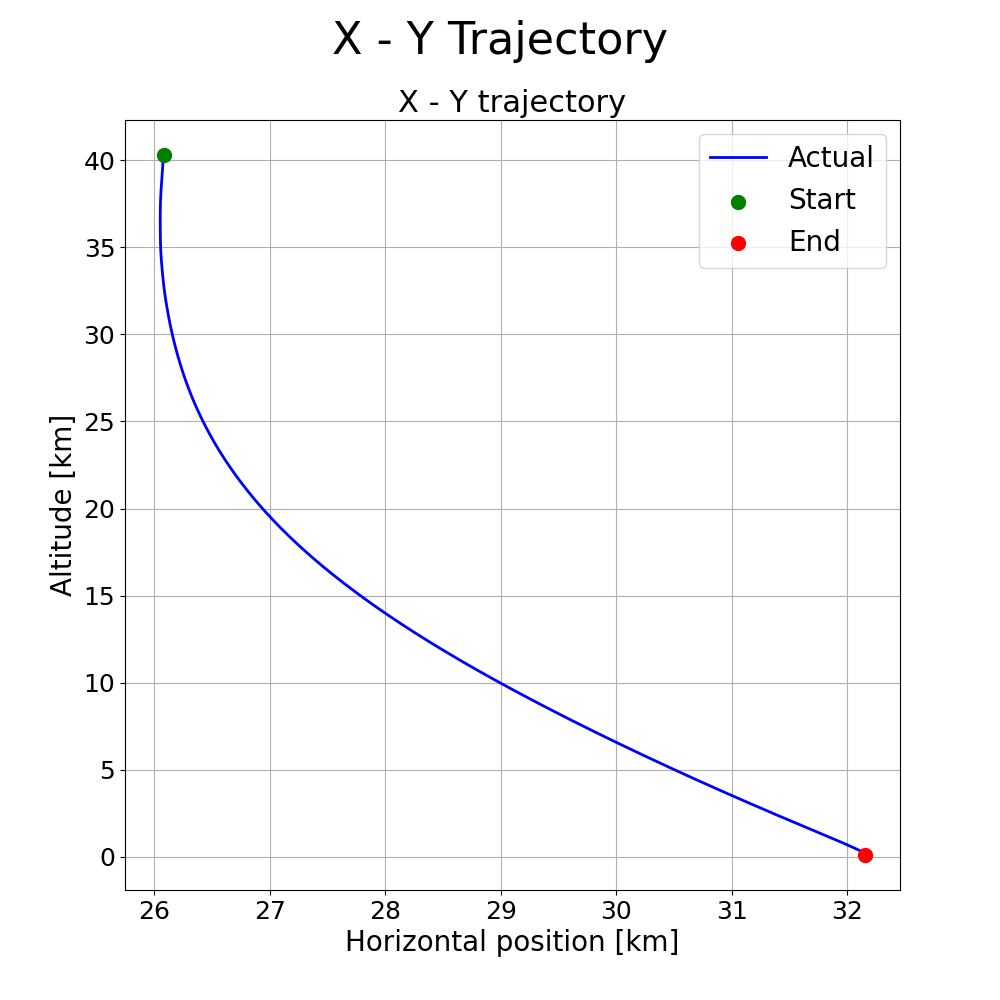 X - Y Trajectory
X - Y trajectory
Actual
Start
End
40
35
30
25
20
15
10
5
0
Altitude [km]
26 27 28 29 30 31 32
Horizontal position [km]